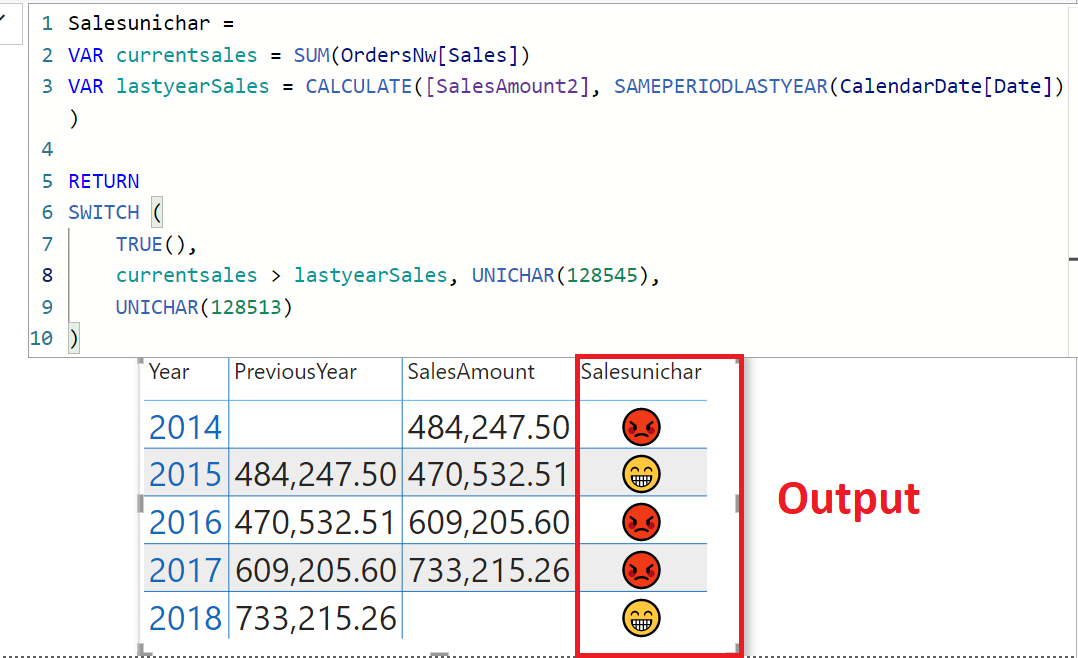 1 Salesunichar =
2 VAR currentsales = SUM(OrdersNw[Sales])
3 VAR lastyearSales = CALCULATE([SalesAmount2], SAMEPERIODLASTYEAR(CalendarDate[Date])
)
4
5 RETURN
6 SWITCH (
7 TRUE(),
8 currentsales > lastyearSales, UNICHAR(128545),
9 UNICHAR(128513)
10 )
Year PreviousYear SalesAmount Salesunichar
2014 484,247.50 😡
2015 484,247.50 470,532.51 😁
2016 470,532.51 609,205.60 😡
2017 609,205.60 733,215.26 😡
2018 733,215.26 😁
Output